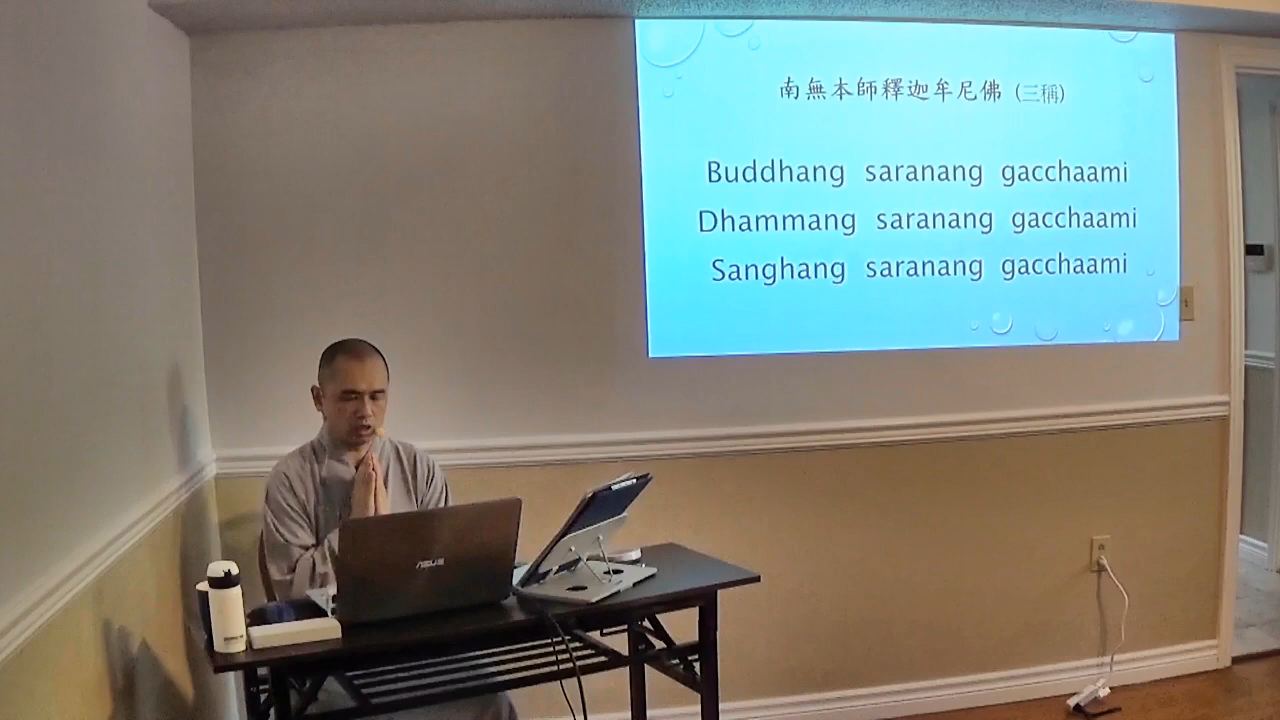 南無本師釋迦牟尼佛 (三稱)
Buddhang saranang gacchaami
Dhammang saranang gacchaami
Sanghang saranang gacchaami
ASUS